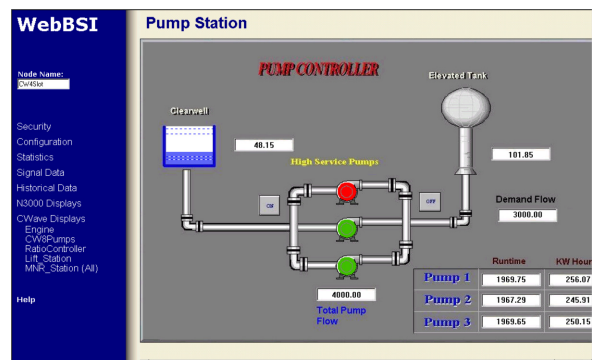 WebBSI
Pump Station
Node Name:
CW4Slot
Security
Configuration
Statistics
Signal Data
Historical Data
N3000 Displays
CWave Displays
Engine
CW8Pumps
RatioController
Lift_Station
MNR_Station (All)
Help
PUMP CONTROLLER
Elevated Tank
Clearwell
48.15
High Service Pumps
101.85
ON
OFF
Demand Flow
3000.00
4000.00
Total Pump
Flow
Runtime KW Hour
Pump 1 1969.75 256.07
Pump 2 1967.29 245.91
Pump 3 1969.65 250.15